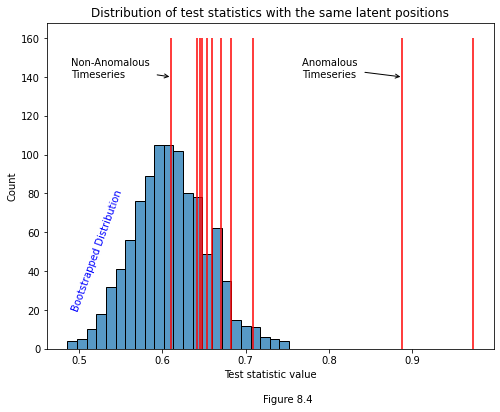 Distribution of test statistics with the same latent positions
160
140
120
100
80
60
40
20
0
Count
Non-Anomalous
Timeseries
Anomalous
Timeseries
Bootstrapped Distribution
0.5 0.6 0.7 0.8 0.9
Test statistic value
Figure 8.4